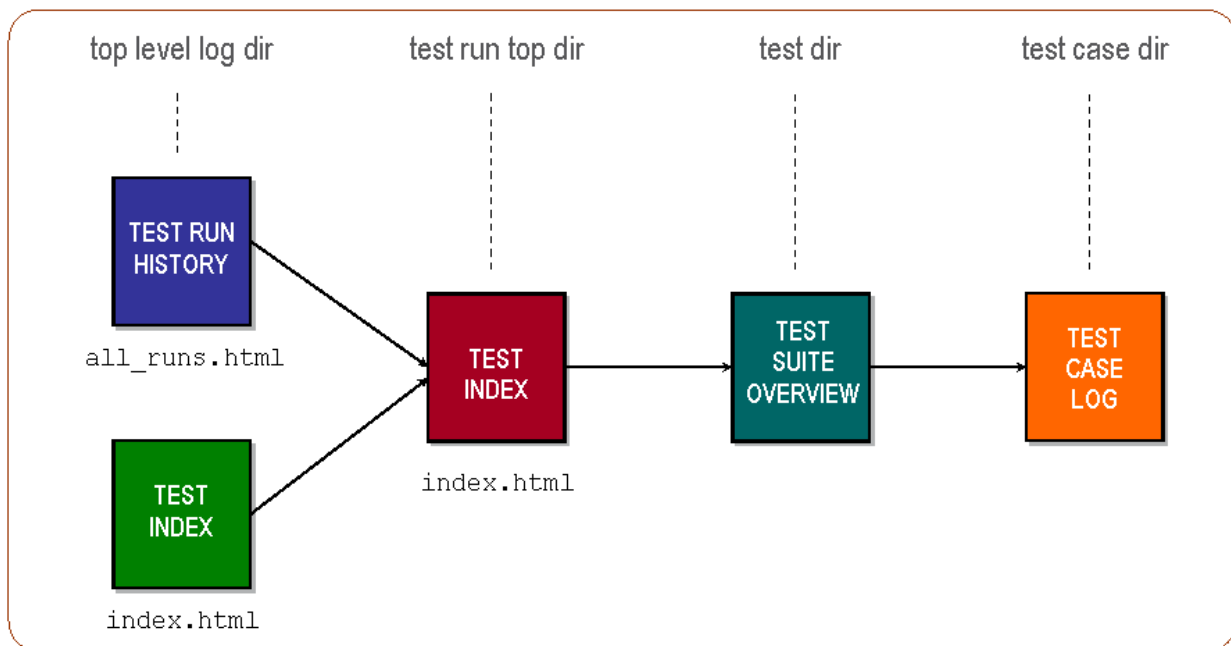 top level log dir
test run top dir
test dir
test case dir
TEST RUN
HISTORY
all_runs.html
TEST
INDEX
index.html
TEST
INDEX
index.html
TEST
SUITE
OVERVIEW
TEST
CASE
LOG